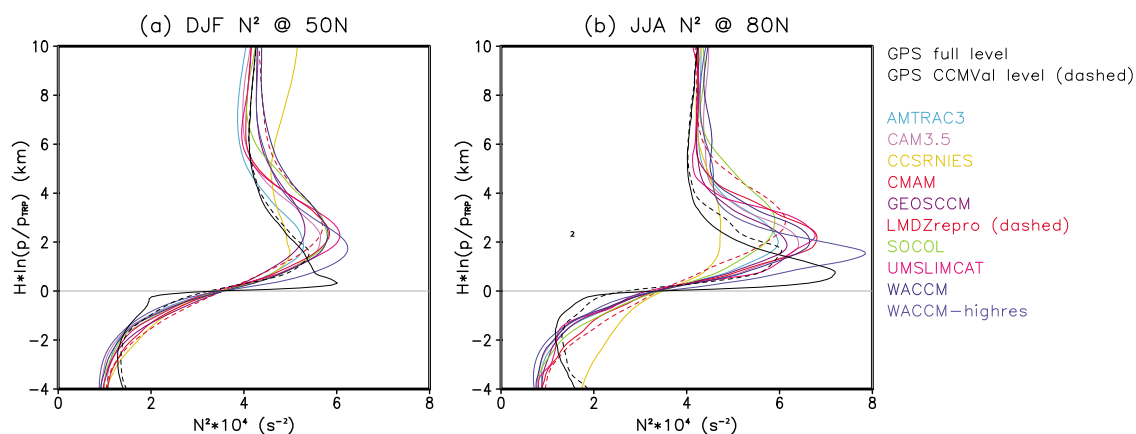 (a) DJF N² @ 50N
(b) JJA N² @ 80N
H*ln(p/pTRP) (km)
10
8
6
4
2
0
-2
-4
0
2
4
6
8
N²*10⁴ (s⁻²)
H*ln(p/pTRP) (km)
10
8
6
4
2
0
-2
-4
2
0
2
4
6
8
N²*10⁴ (s⁻²)
GPS full level
GPS CCMVal level (dashed)
AMTRAC3
CAM3.5
CCSRNIES
CMAM
GEOSCCM
LMDZrepro (dashed)
SOCOL
UMSLIMCAT
WACCM
WACCM-highres